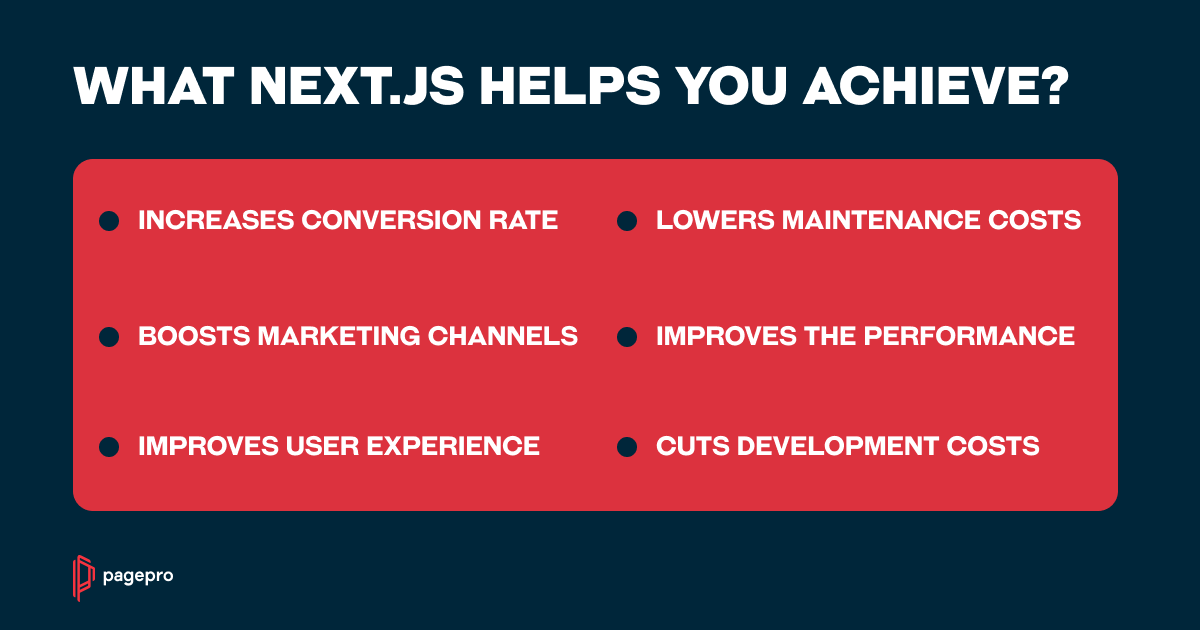 WHAT NEXT.JS HELPS YOU ACHIEVE?
INCREASES CONVERSION RATE
BOOSTS MARKETING CHANNELS
IMPROVES USER EXPERIENCE
LOWERS MAINTENANCE COSTS
IMPROVES THE PERFORMANCE
CUTS DEVELOPMENT COSTS
pagepro